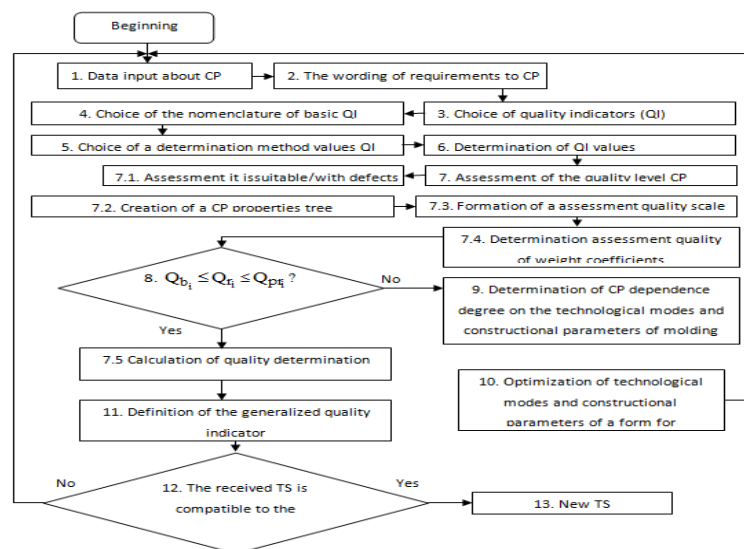 Beginning
1. Data input about CP
2. The wording of requirements to CP
4. Choice of the nomenclature of basic QI
3. Choice of quality indicators (QI)
5. Choice of a determination method values QI
6. Determination of QI values
7.1. Assessment it issuitable/with defects
7. Assessment of the quality level CP
7.2. Creation of a CP properties tree
7.3. Formation of a assessment quality scale
7.4. Determination assessment quality
of weight coefficients
8. Q_{b_i} ≤ Q_{r_i} ≤ Q_{pr_i} ?
No
9. Determination of CP dependence
degree on the technological modes and
constructional parameters of molding
Yes
7.5 Calculation of quality determination
10. Optimization of technological
modes and constructional
parameters of a form for
11. Definition of the generalized quality
indicator
No
Yes
12. The received TS is
compatible to the
13. New TS